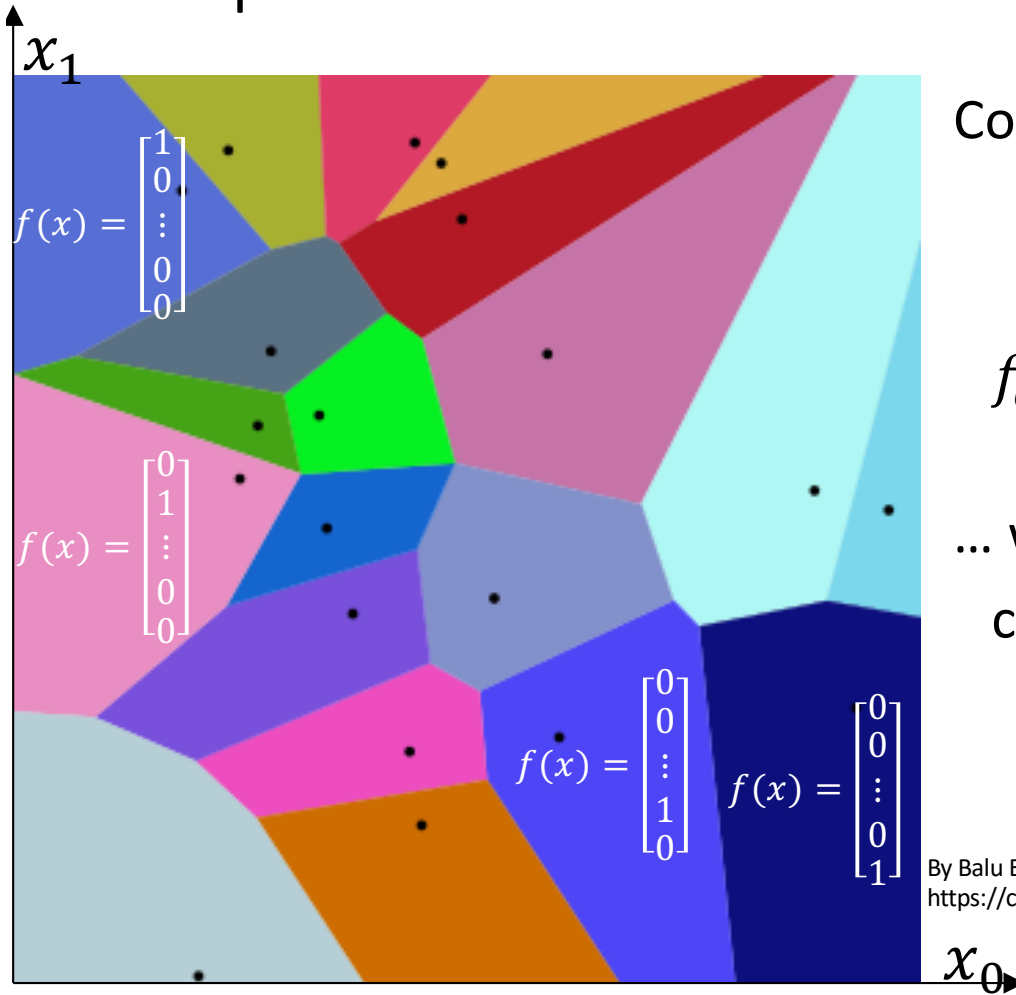 x₁
Co
f(x) = [1 0 ⋮ 0 0]
f(x) = [0 1 ⋮ 0 0]
... 
c
f(x) = [0 0 ⋮ 1 0]
f(x) = [0 0 ⋮ 0 1]
By Balu
https://c
x₀